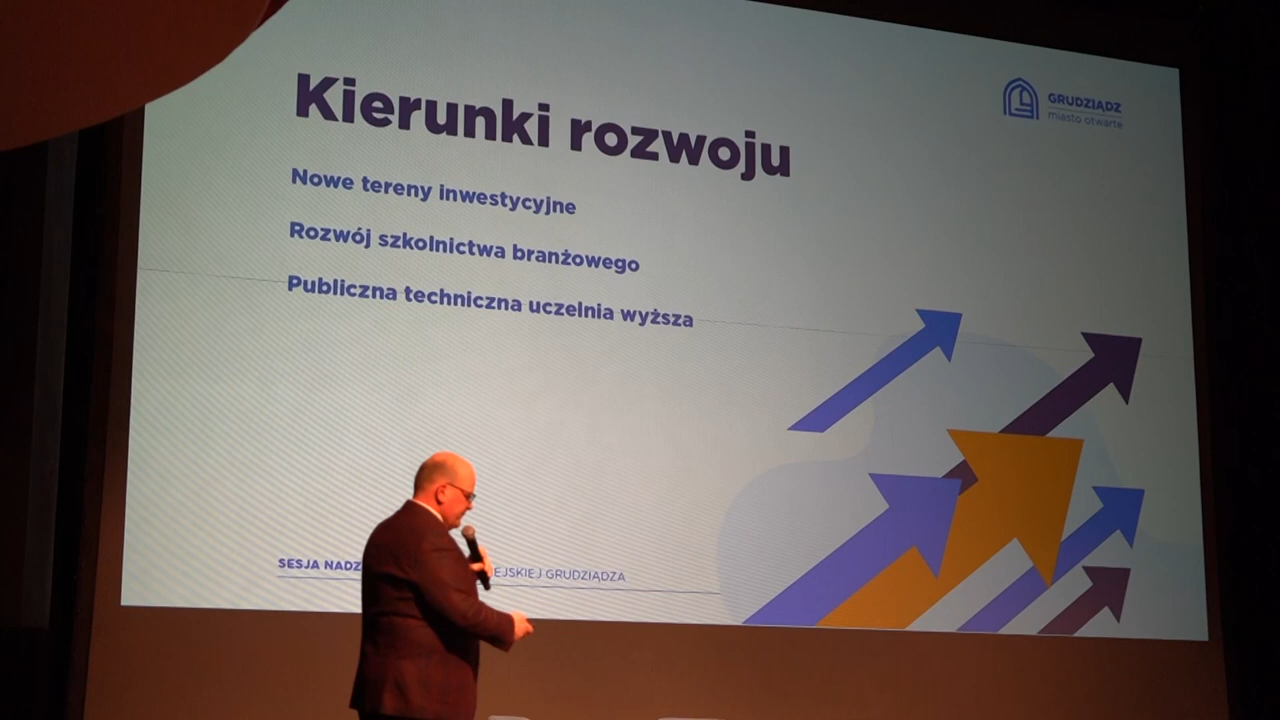 Kierunki rozwoju
GRUDZIĄDZ
miasto otwarte
Nowe tereny inwestycyjne
Rozwój szkolnictwa branżowego
Publiczna techniczna uczelnia wyższa
SESJA NADZ EJSKIEJ GRUDZIĄDZA